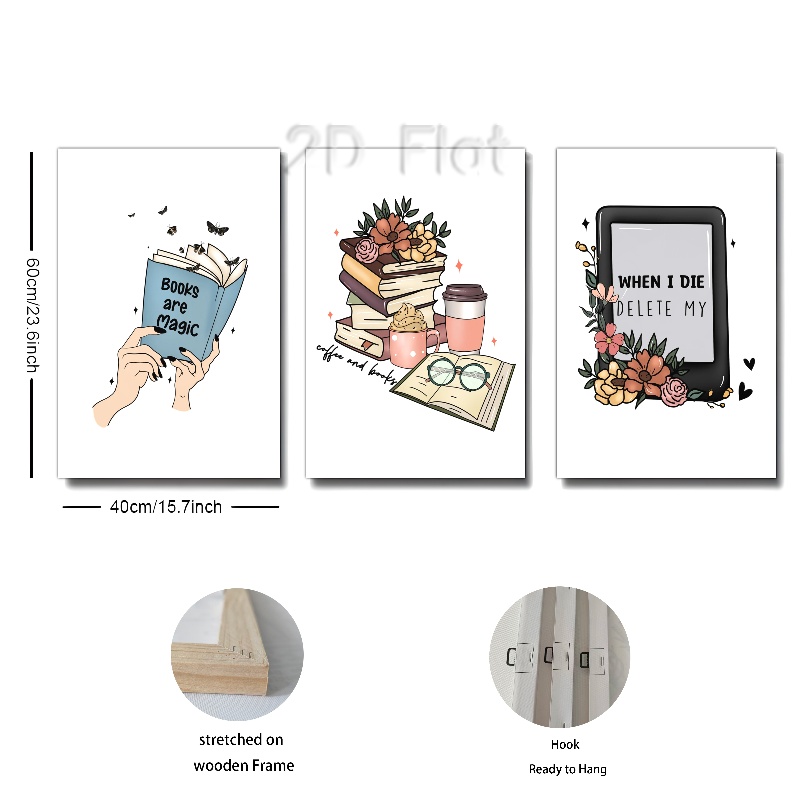 2D Flat
Books
are
Magic
coffee and books
WHEN I DIE
DELETE MY
60cm/23.6inch
40cm/15.7inch
stretched on
wooden Frame
Hook
Ready to Hang